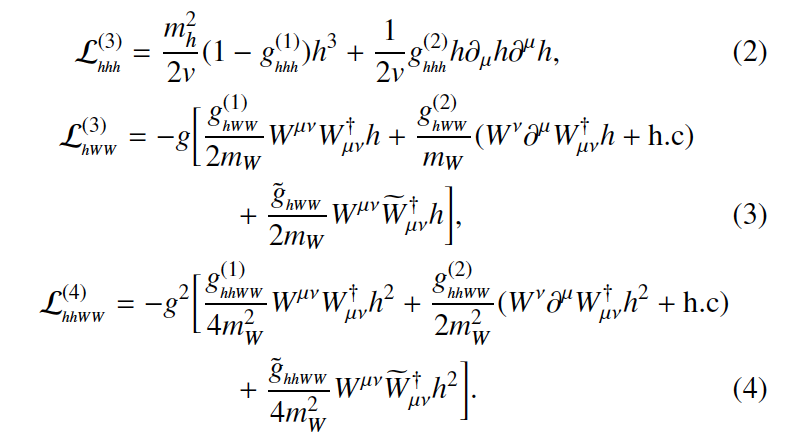 $\mathcal{L}^{(3)}_{hhh} = \frac{m_h^2}{2v}(1 - g^{(1)}_{hhh})h^3 + \frac{1}{2v} g^{(2)}_{hhh} h \partial_\mu h \partial^\mu h, \quad (2)$
$\mathcal{L}^{(3)}_{hWW} = -g \Big[ \frac{g^{(1)}_{hWW}}{2m_W} W^{\mu\nu} W^\dagger_{\mu\nu} h + \frac{g^{(2)}_{hWW}}{m_W} (W^\nu \partial^\mu W^\dagger_{\mu\nu} h + \text{h.c})$
$+ \frac{\tilde{g}_{hWW}}{2m_W} W^{\mu\nu} \widetilde{W}^\dagger_{\mu\nu} h \Big], \quad (3)$
$\mathcal{L}^{(4)}_{hhWW} = -g^2 \Big[ \frac{g^{(1)}_{hhWW}}{4m_W^2} W^{\mu\nu} W^\dagger_{\mu\nu} h^2 + \frac{g^{(2)}_{hhWW}}{2m_W^2} (W^\nu \partial^\mu W^\dagger_{\mu\nu} h^2 + \text{h.c})$
$+ \frac{\tilde{g}_{hhWW}}{4m_W^2} W^{\mu\nu} \widetilde{W}^\dagger_{\mu\nu} h^2 \Big]. \quad (4)$